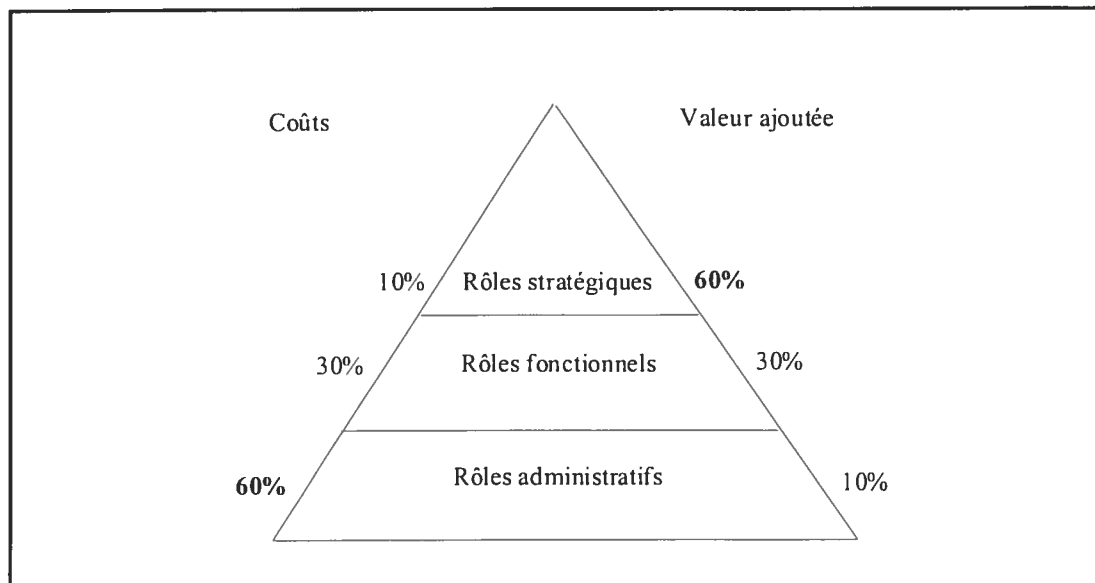 Coûts
Valeur ajoutée
10% Rôles stratégiques 60%
30% Rôles fonctionnels 30%
60% Rôles administratifs 10%